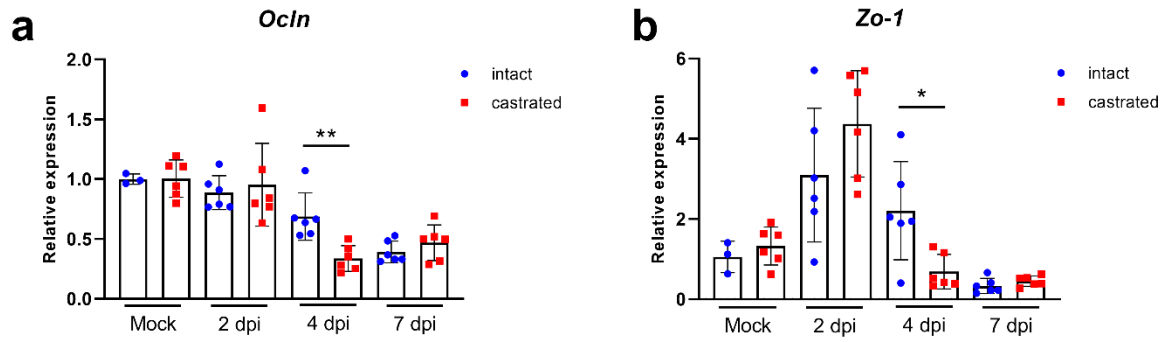 a
Ocln
Relative expression
2.0
1.5
1.0
0.5
0.0
**
intact
castrated
Mock
2 dpi
4 dpi
7 dpi
b
Zo-1
Relative expression
6
4
2
0
*
intact
castrated
Mock
2 dpi
4 dpi
7 dpi